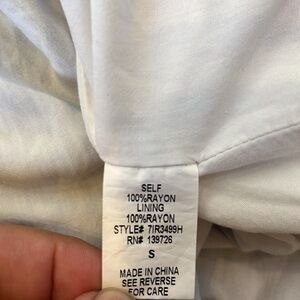 SELF
100%RAYON
LINING
100%RAYON
STYLE# 7IR3499H
RN# 139726
S
MADE IN CHINA
SEE REVERSE
FOR CARE